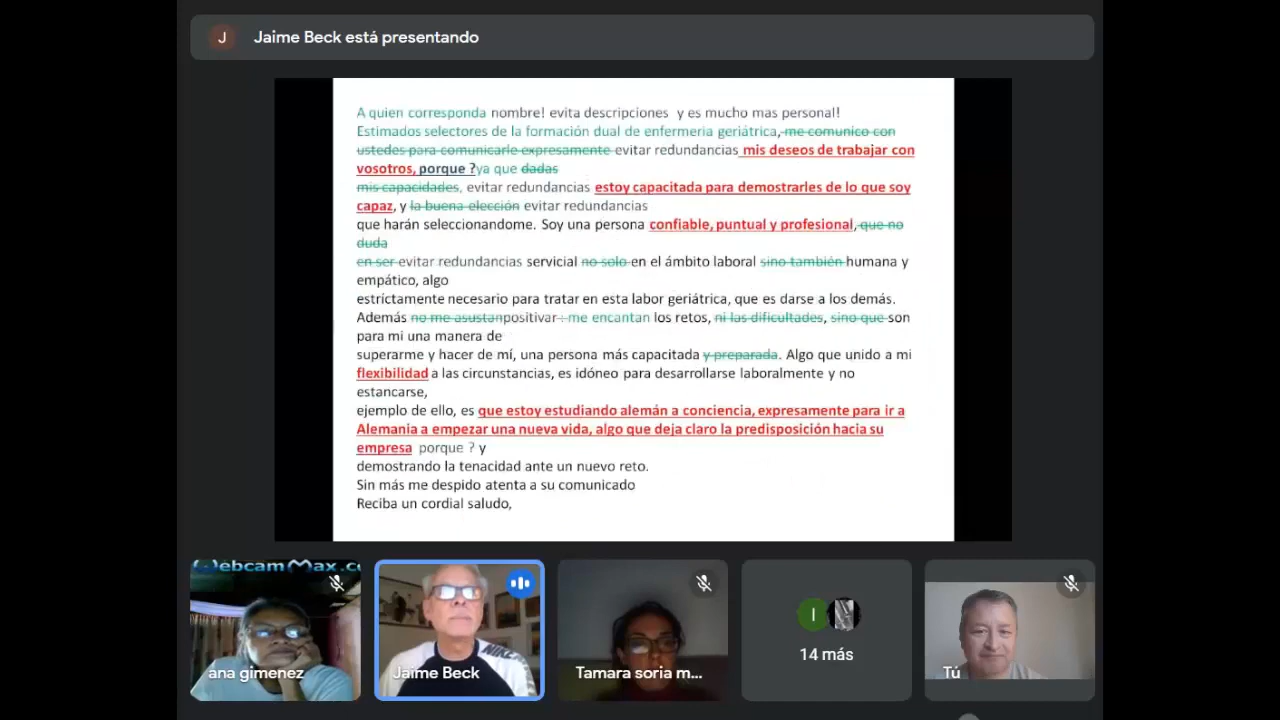 J Jaime Beck está presentando
A quien corresponda nombre! evita descripciones y es mucho mas personal!
Estimados selectores de la formación dual de enfermeria geriátrica, me comunico con
ustedes para comunicarle expresamente evitar redundancias mis deseos de trabajar con
vosotros, porque ?ya que dadas
mis capacidades, evitar redundancias estoy capacitada para demostrarles de lo que soy
capaz, y la buena elección evitar redundancias
que harán seleccionandome. Soy una persona confiable, puntual y profesional, que no
duda
en ser evitar redundancias servicial no solo en el ámbito laboral sino también humana y
empático, algo
estrictamente necesario para tratar en esta labor geriátrica, que es darse a los demás.
Además no me asustan positivar : me encantan los retos, ni las dificultades, sino que son
para mi una manera de
superarme y hacer de mí, una persona más capacitada y preparada. Algo que unido a mi
flexibilidad a las circunstancias, es idóneo para desarrollarse laboralmente y no
estancarse,
ejemplo de ello, es que estoy estudiando alemán a conciencia, expresamente para ir a
Alemania a empezar una nueva vida, algo que deja claro la predisposición hacia su
empresa porque ? y
demostrando la tenacidad ante un nuevo reto.
Sin más me despido atenta a su comunicado
Reciba un cordial saludo,
ebcamMax.c
NIKE
I
14 más
ana gimenez
Jaime Beck
Tamara soria m...
Tú